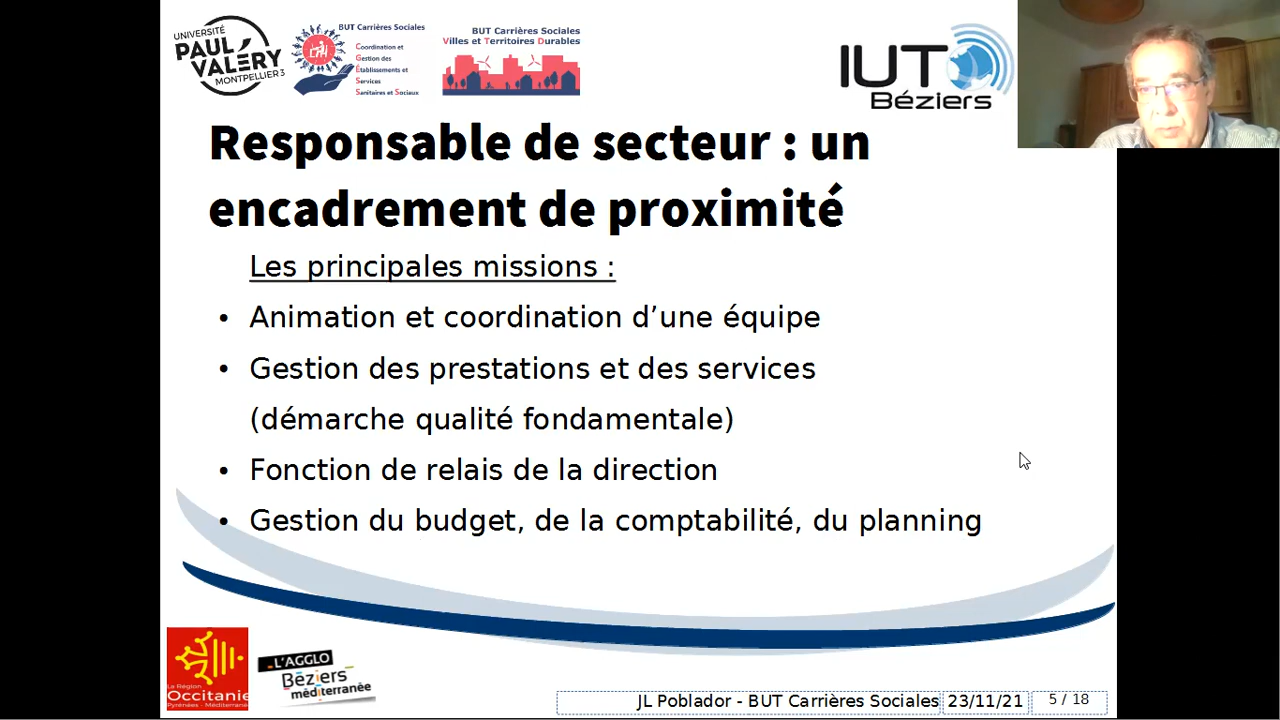 UNIVERSITÉ
PAUL
VALÉRY
MONTPELLIER 3
BUT Carrières Sociales
Coordination et
Gestion des
Établissements et
Services
Sanitaires et Sociaux
BUT Carrières Sociales
Villes et Territoires Durables
IUT
Béziers
Responsable de secteur : un
encadrement de proximité
Les principales missions :
• Animation et coordination d’une équipe
• Gestion des prestations et des services
(démarche qualité fondamentale)
• Fonction de relais de la direction
• Gestion du budget, de la comptabilité, du planning
La Région
Occitanie
Pyrénées - Méditerranée
L'AGGLO
Béziers
méditerranée
JL Poblador - BUT Carrières Sociales 23/11/21 5 / 18